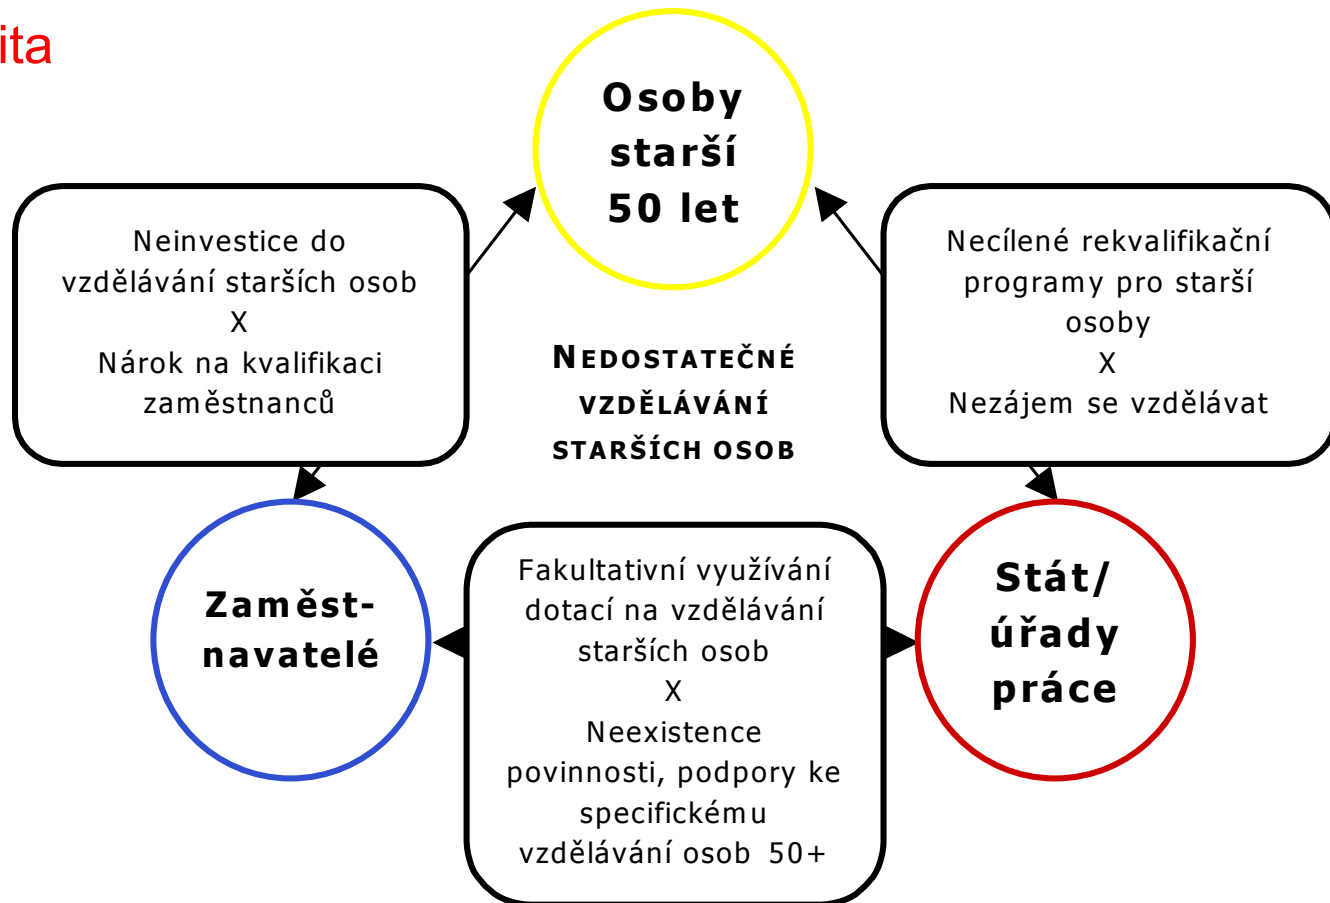 ita
Osoby
starší
50 let
Neinvestice do
vzdělávání starších osob
X
Nárok na kvalifikaci
zaměstnanců
Necílené rekvalifikační
programy pro starší
osoby
X
Nezájem se vzdělávat
NEDOSTATEČNÉ
VZDĚLÁVÁNÍ
STARŠÍCH OSOB
Zaměst-
navatelé
Fakultativní využívání
dotací na vzdělávání
starších osob
X
Neexistence
povinnosti, podpory ke
specifickému
vzdělávání osob 50+
Stát/
úřady
práce